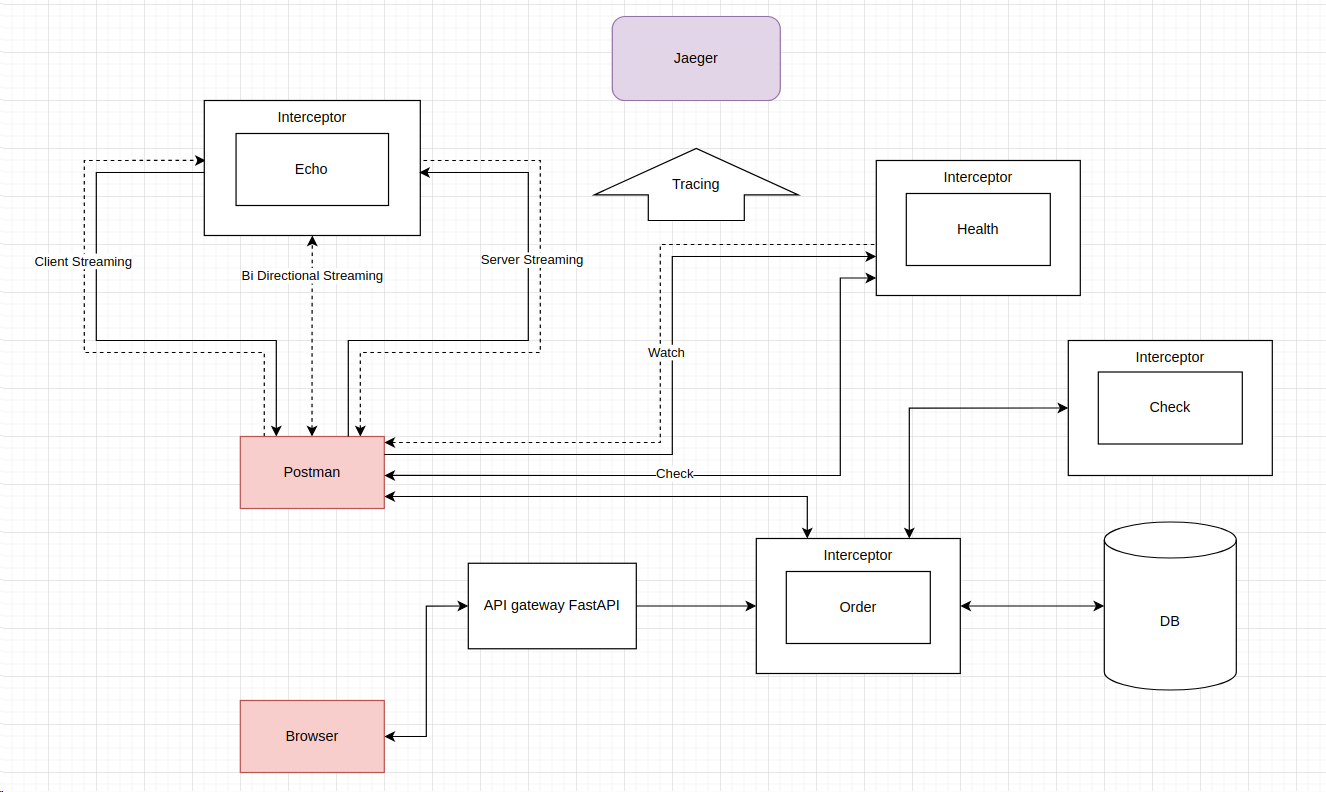 Jaeger
Interceptor
Echo
Tracing
Interceptor
Health
Client Streaming
Bi Directional Streaming
Server Streaming
Watch
Interceptor
Check
Postman
Check
Interceptor
API gateway FastAPI
Order
DB
Browser